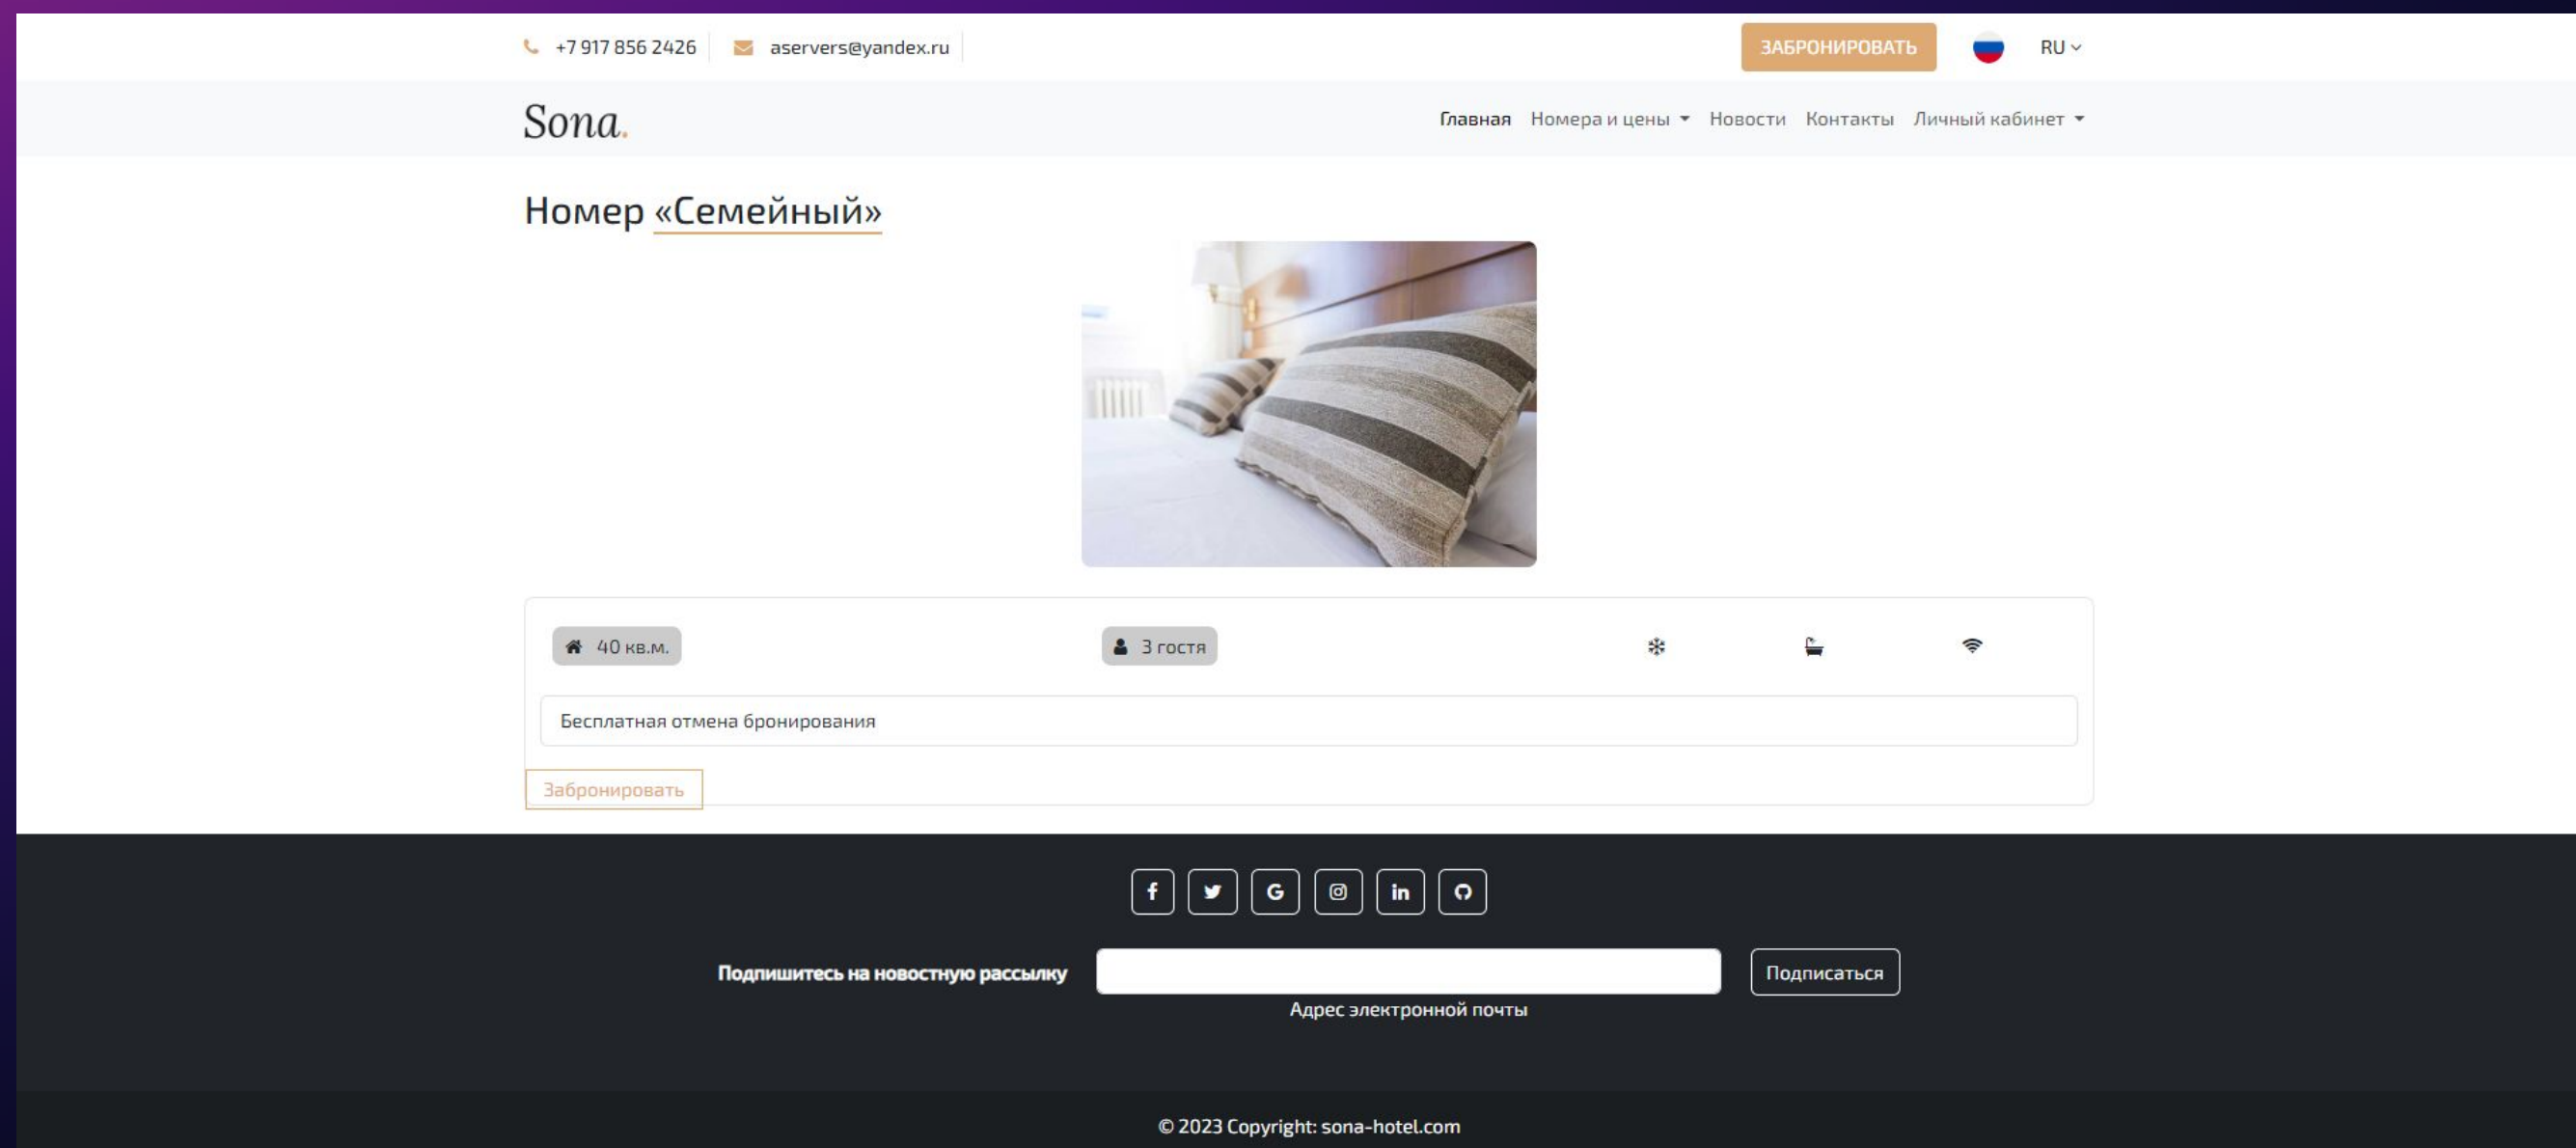 +7 917 856 2426 aservers@yandex.ru ЗАБРОНИРОВАТЬ RU
Sona. Главная Номера и цены Новости Контакты Личный кабинет
Номер «Семейный»
40 кв.м. 3 гостя
Бесплатная отмена бронирования
Забронировать
Подпишитесь на новостную рассылку Подписаться
Адрес электронной почты
© 2023 Copyright: sona-hotel.com